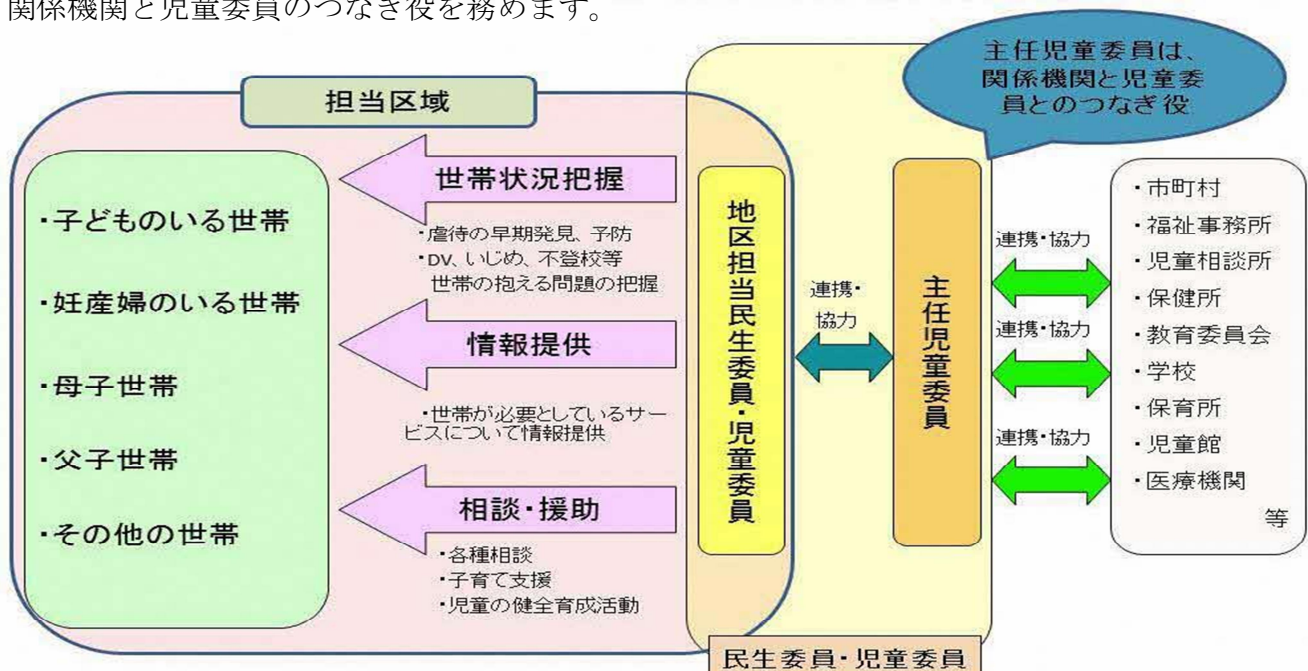 関係機関と児童委員のつなぎ役を務めます。
主任児童委員は、
関係機関と児童委
員とのつなぎ役
担当区域
・子どものいる世帯
・妊産婦のいる世帯
・母子世帯
・父子世帯
・その他の世帯
世帯状況把握
・虐待の早期発見、予防
・DV、いじめ、不登校等
世帯の抱える問題の把握
情報提供
・世帯が必要としているサー
ビスについて情報提供
相談・援助
・各種相談
・子育て支援
・児童の健全育成活動
地区担当民生委員・児童委員
連携・
協力
主任児童委員
連携・協力
連携・協力
連携・協力
・市町村
・福祉事務所
・児童相談所
・保健所
・教育委員会
・学校
・保育所
・児童館
・医療機関
等
民生委員・児童委員